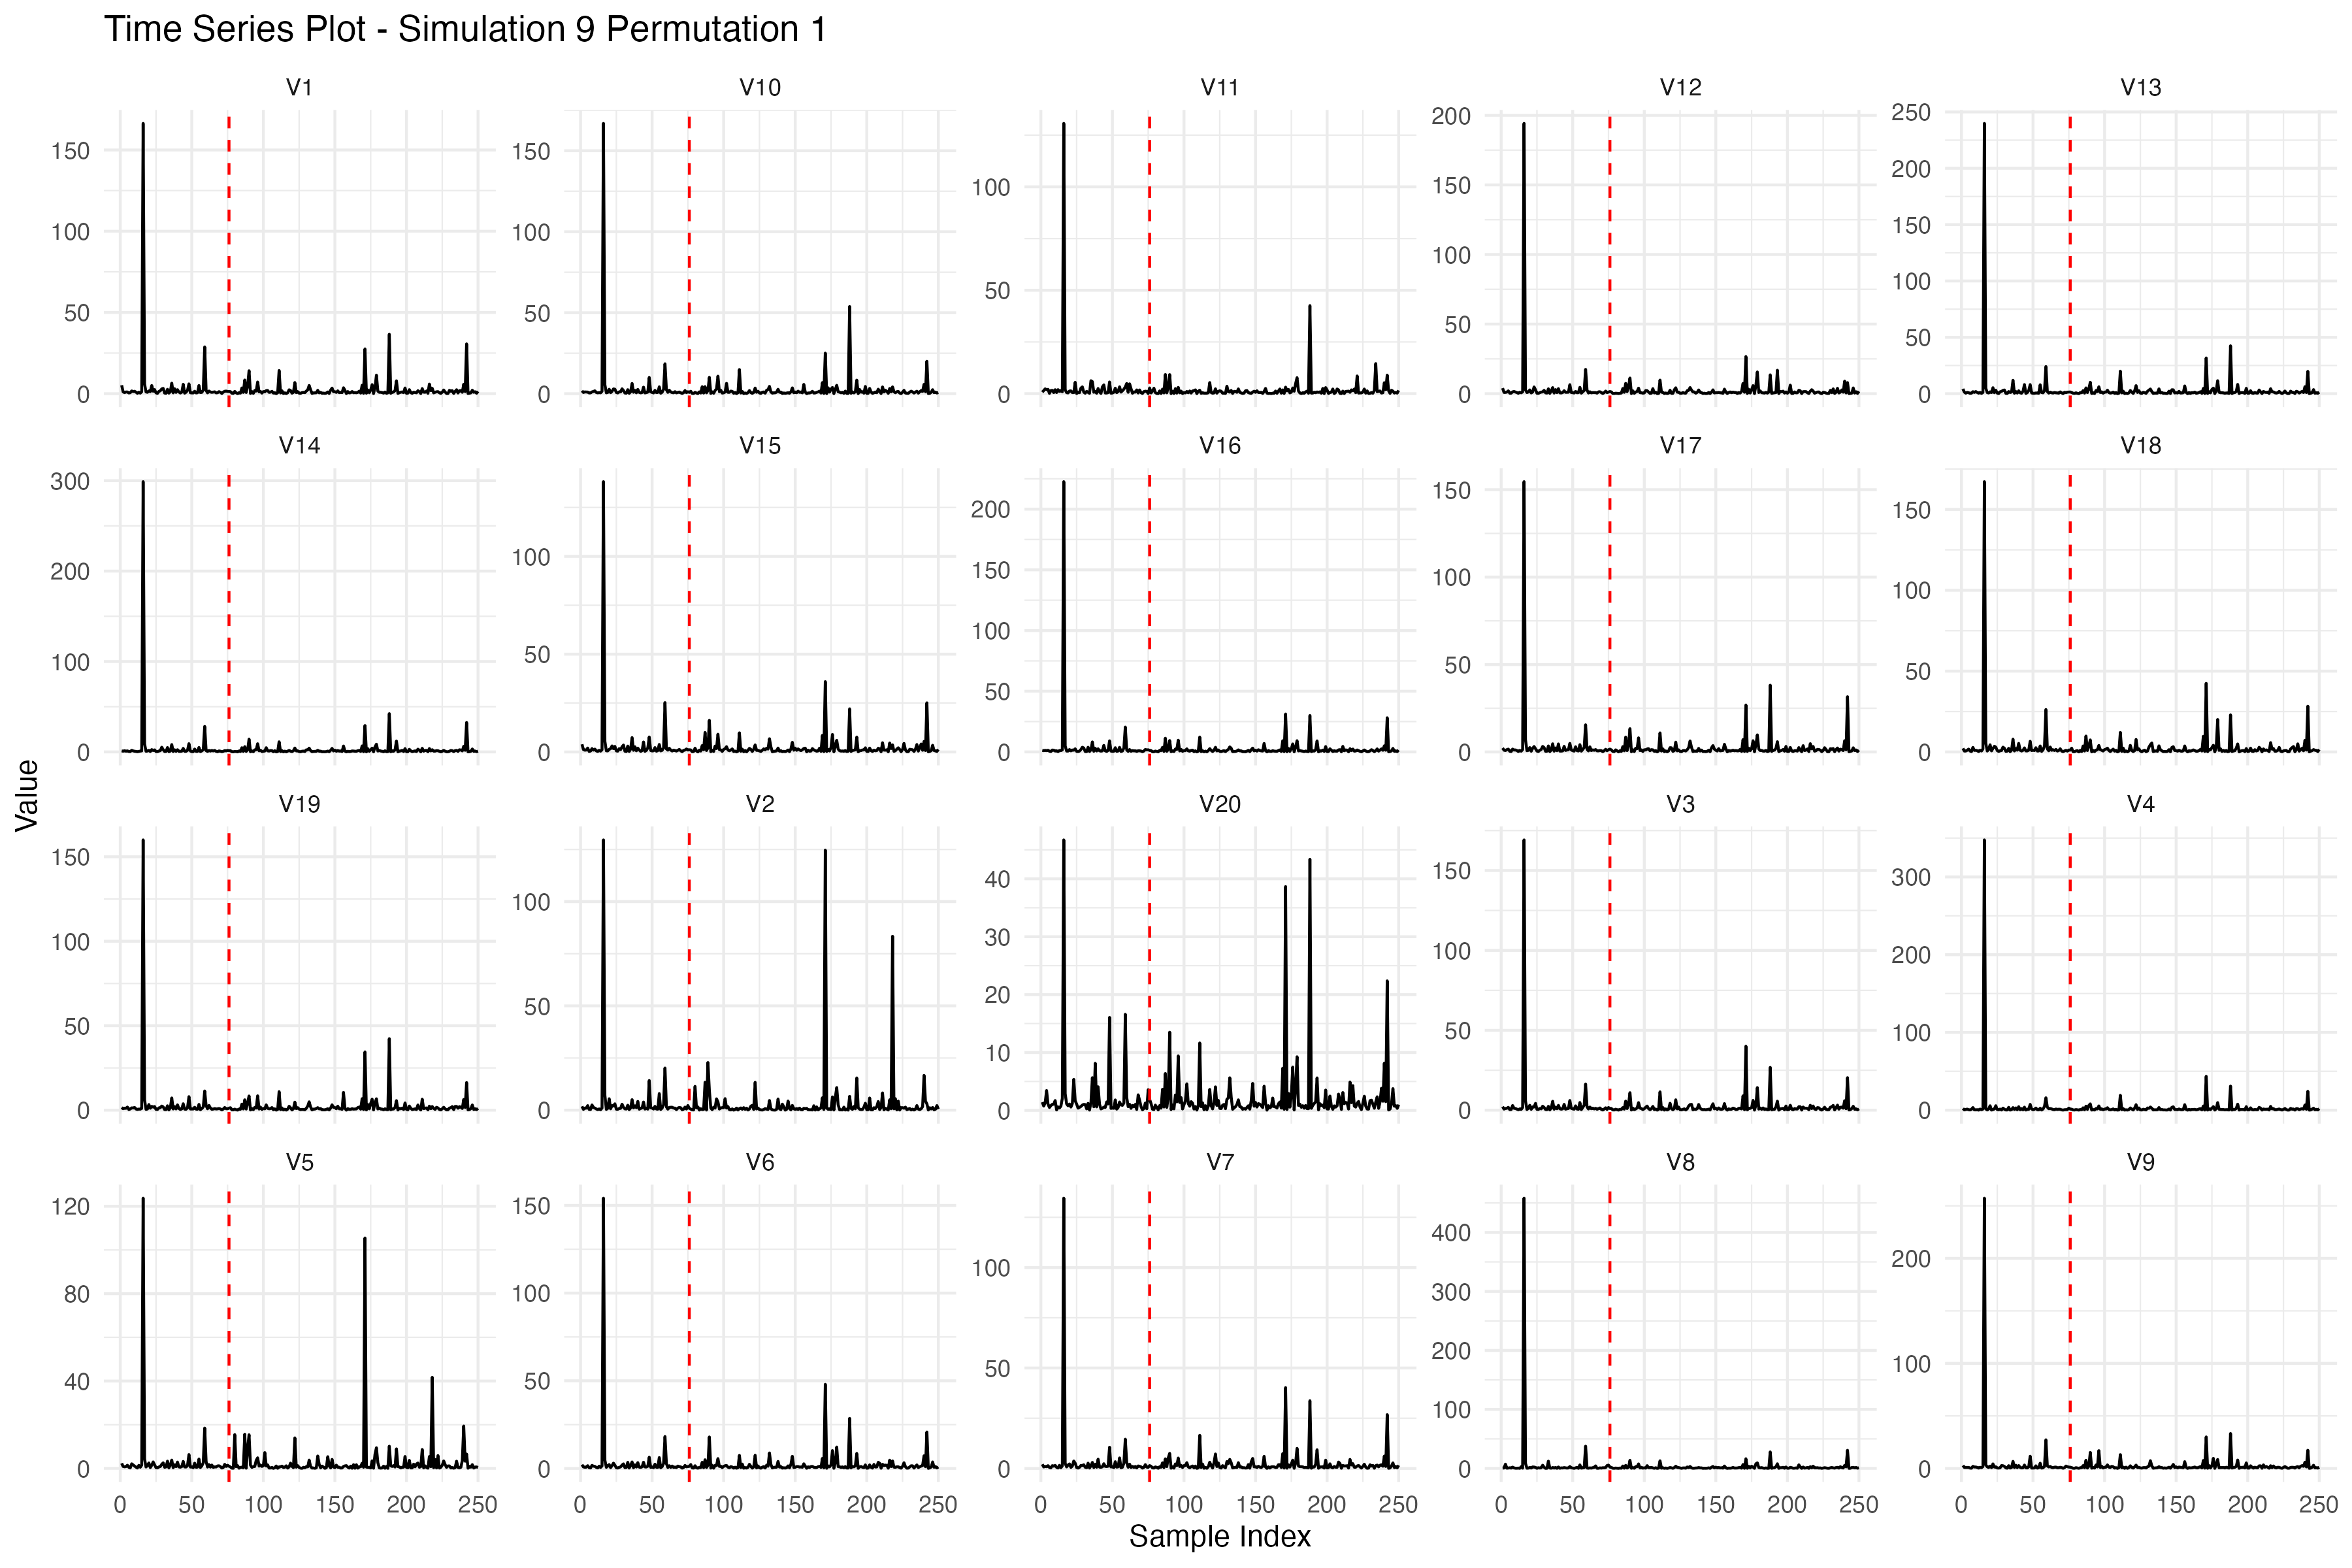 Time Series Plot - Simulation 9 Permutation 1
V1 V10 V11 V12 V13
150 100 50 0
150 100 50 0
100 50 0
200 150 100 50 0
250 200 150 100 50 0
V14 V15 V16 V17 V18
300 200 100 0
100 50 0
200 150 100 50 0
150 100 50 0
150 100 50 0
Value
V19 V2 V20 V3 V4
150 100 50 0
100 50 0
40 30 20 10 0
150 100 50 0
300 200 100 0
V5 V6 V7 V8 V9
120 80 40 0
150 100 50 0
100 50 0
400 300 200 100 0
200 100 0
0 50 100 150 200 250 0 50 100 150 200 250 0 50 100 150 200 250 0 50 100 150 200 250 0 50 100 150 200 250
Sample Index